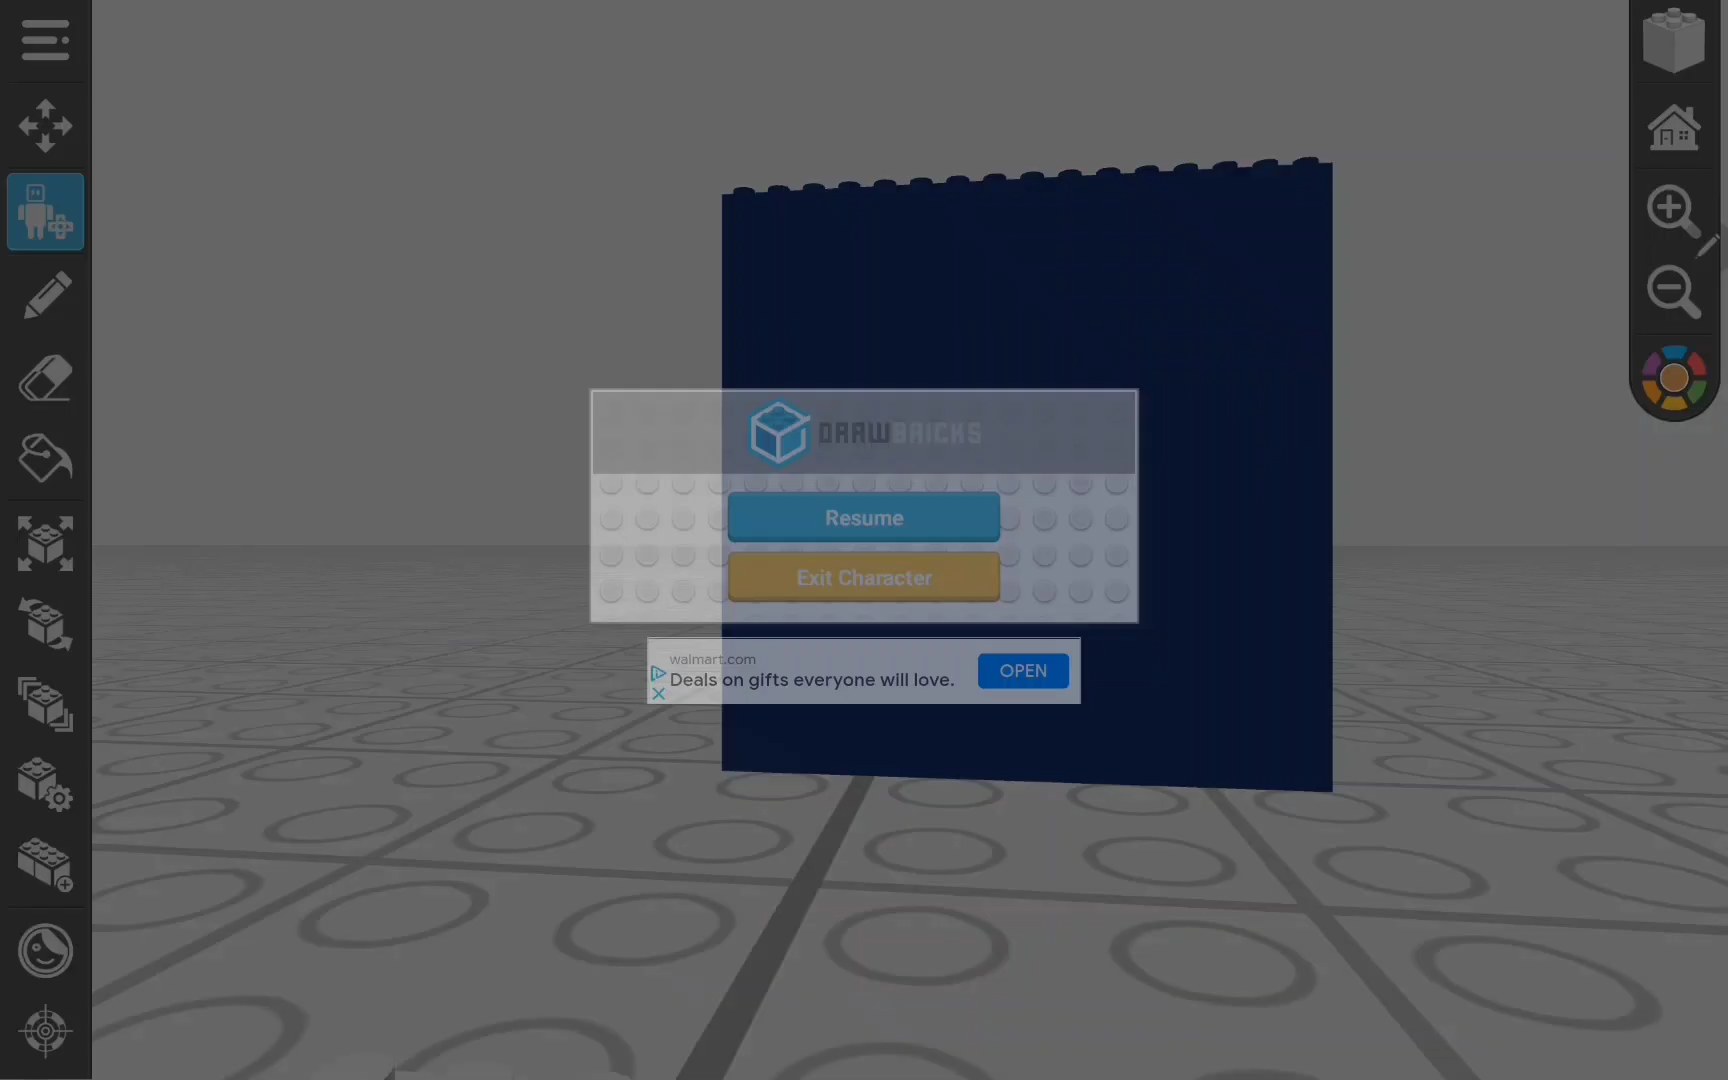 DRAWBRICKS
Resume
Exit Character
walmart.com
Deals on gifts everyone will love.
OPEN